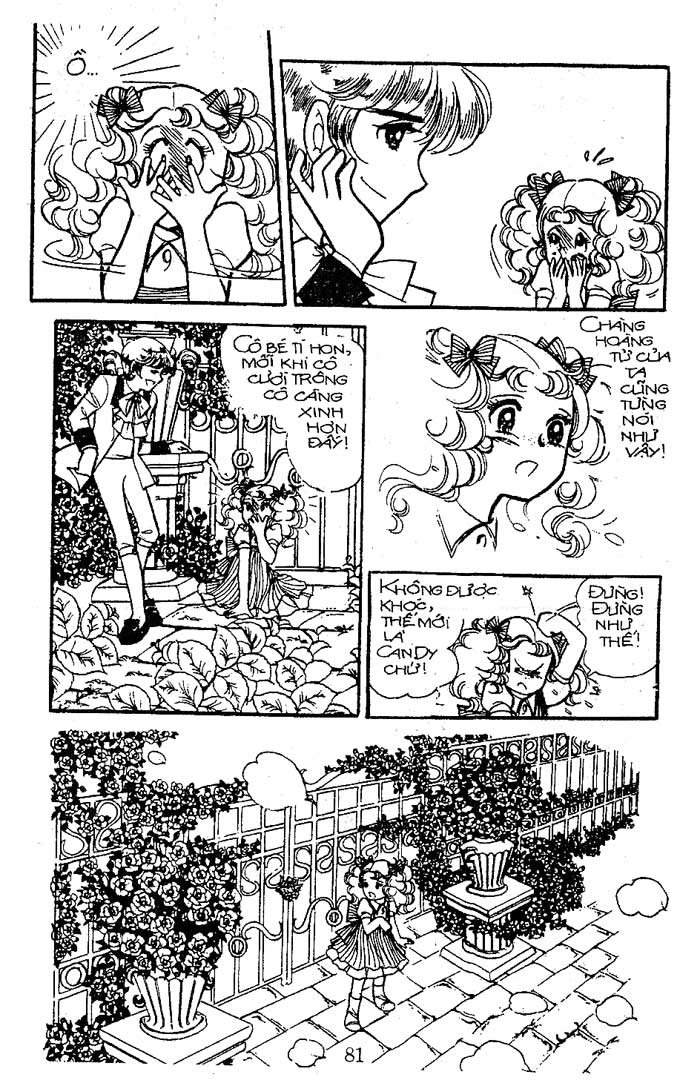 Ồ...
CÔ BÉ TÍ HON,
MỖI KHI CÔ
CƯỜI TRÔNG
CÔ CÀNG
XINH
HƠN
ĐẤY!
CHÀNG
HOÀNG
TỬ CỦA
TA
CŨNG
TỪNG
NÓI
NHƯ
VẬY!
KHÔNG ĐƯỢC
KHÓC,
THẾ MỚI
LÀ
CANDY
CHỨ!
ĐỪNG!
ĐỪNG
NHƯ
THẾ!
81